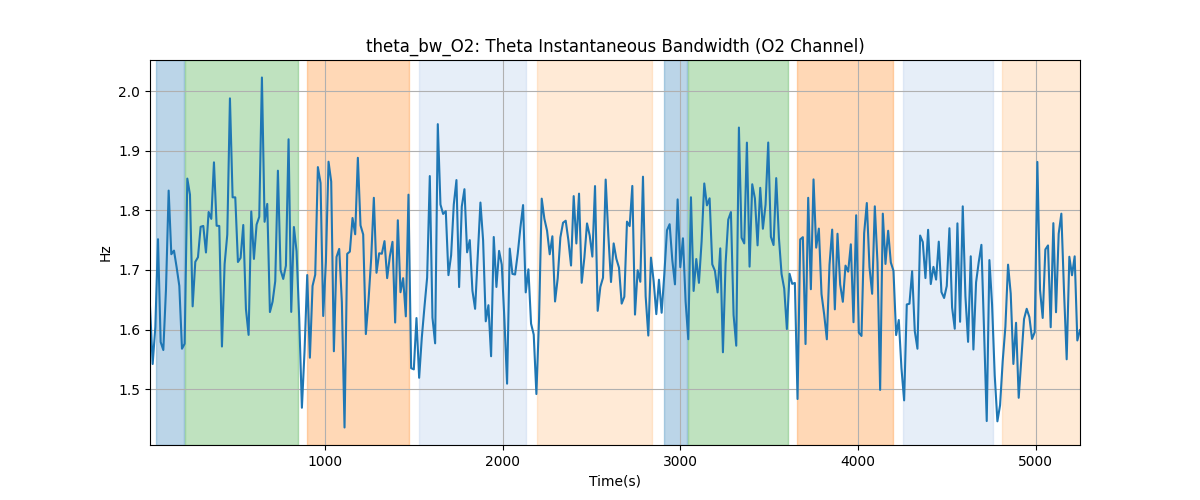 theta_bw_O2: Theta Instantaneous Bandwidth (O2 Channel)
2.0
1.9
1.8
1.7
1.6
1.5
Hz
1000 2000 3000 4000 5000
Time(s)